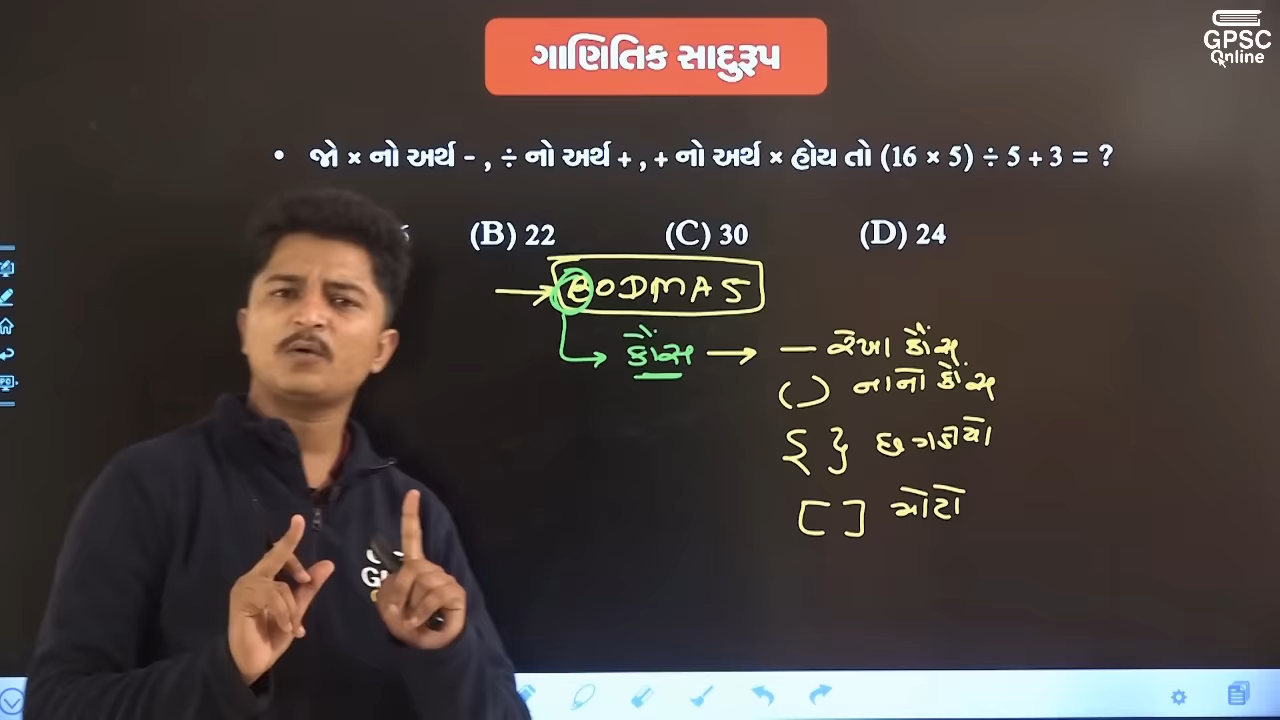 GPSC
Online
ગાણિતિક સાદુરૂપ
• જો × નો અર્થ - , ÷ નો અર્થ + , + નો અર્થ × હોય તો (16 × 5) ÷ 5 + 3 = ?
(B) 22 (C) 30 (D) 24
BODMAS
કૌંસ → — રેખા કૌંસ
( ) નાનો કૌંસ
{ } છગડીયો
[ ] મોટો